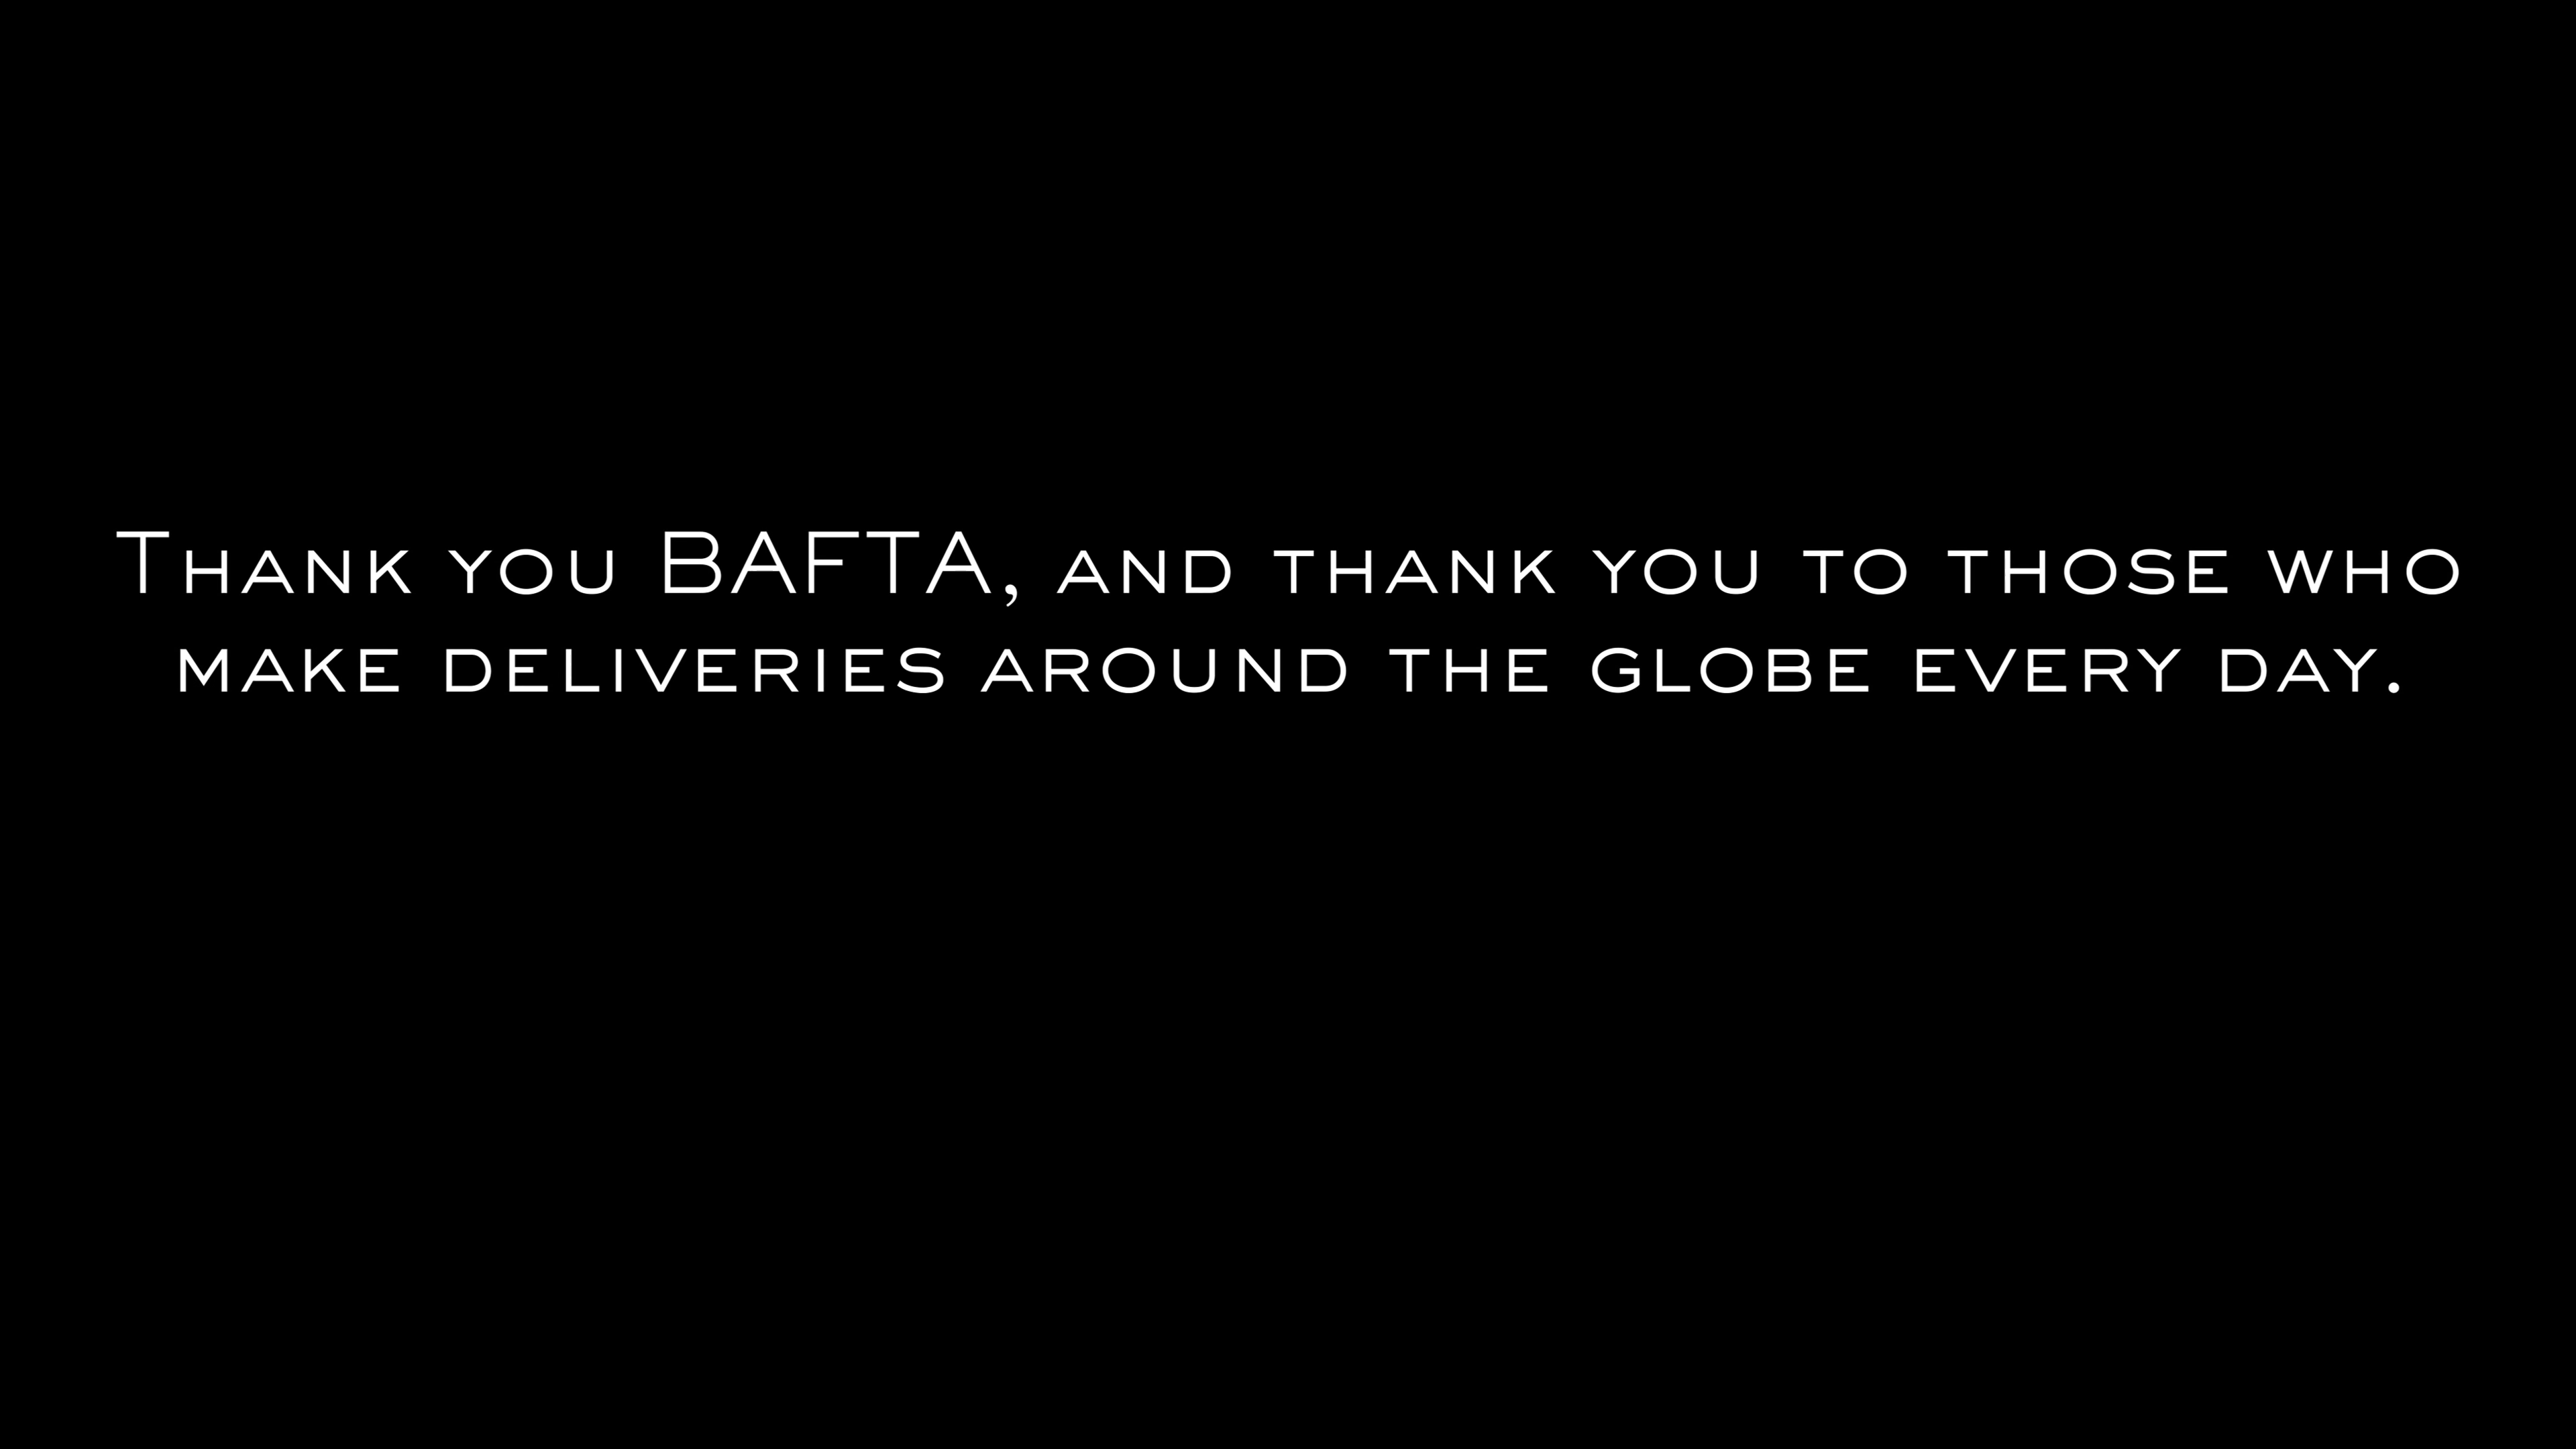 Thank you BAFTA, and thank you to those who
make deliveries around the globe every day.